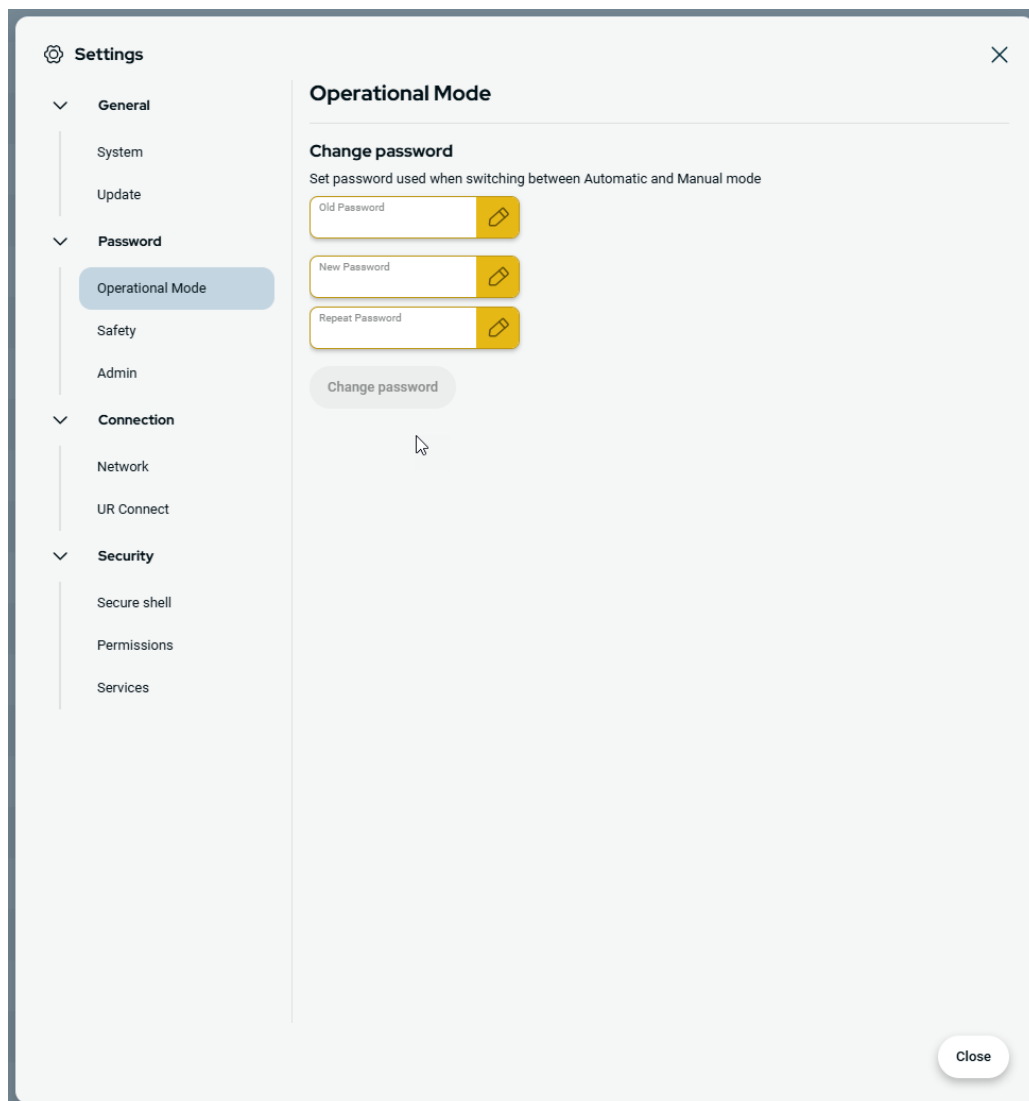 Settings
General
System
Update
Password
Operational Mode
Safety
Admin
Connection
Network
UR Connect
Security
Secure shell
Permissions
Services
Operational Mode
Change password
Set password used when switching between Automatic and Manual mode
Old Password
New Password
Repeat Password
Change password
Close